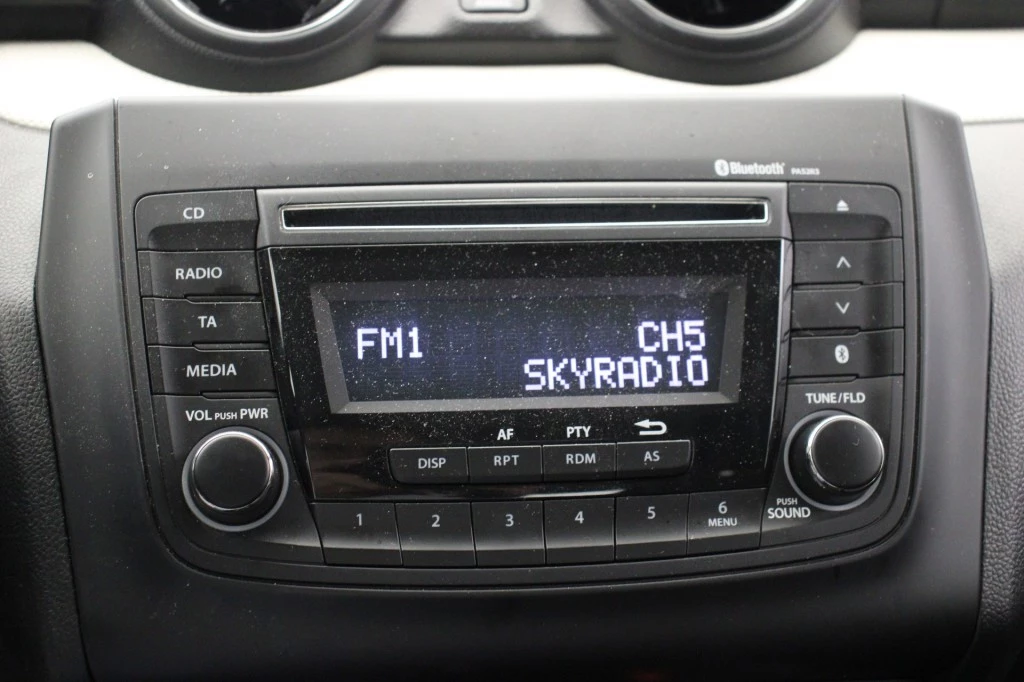 Bluetooth® PA52R3
CD
RADIO
TA
MEDIA
VOL PUSH PWR
FM1 CH5
SKYRADIO
TUNE/FLD
AF PTY
DISP RPT RDM AS
1 2 3 4 5 6
MENU
PUSH
SOUND